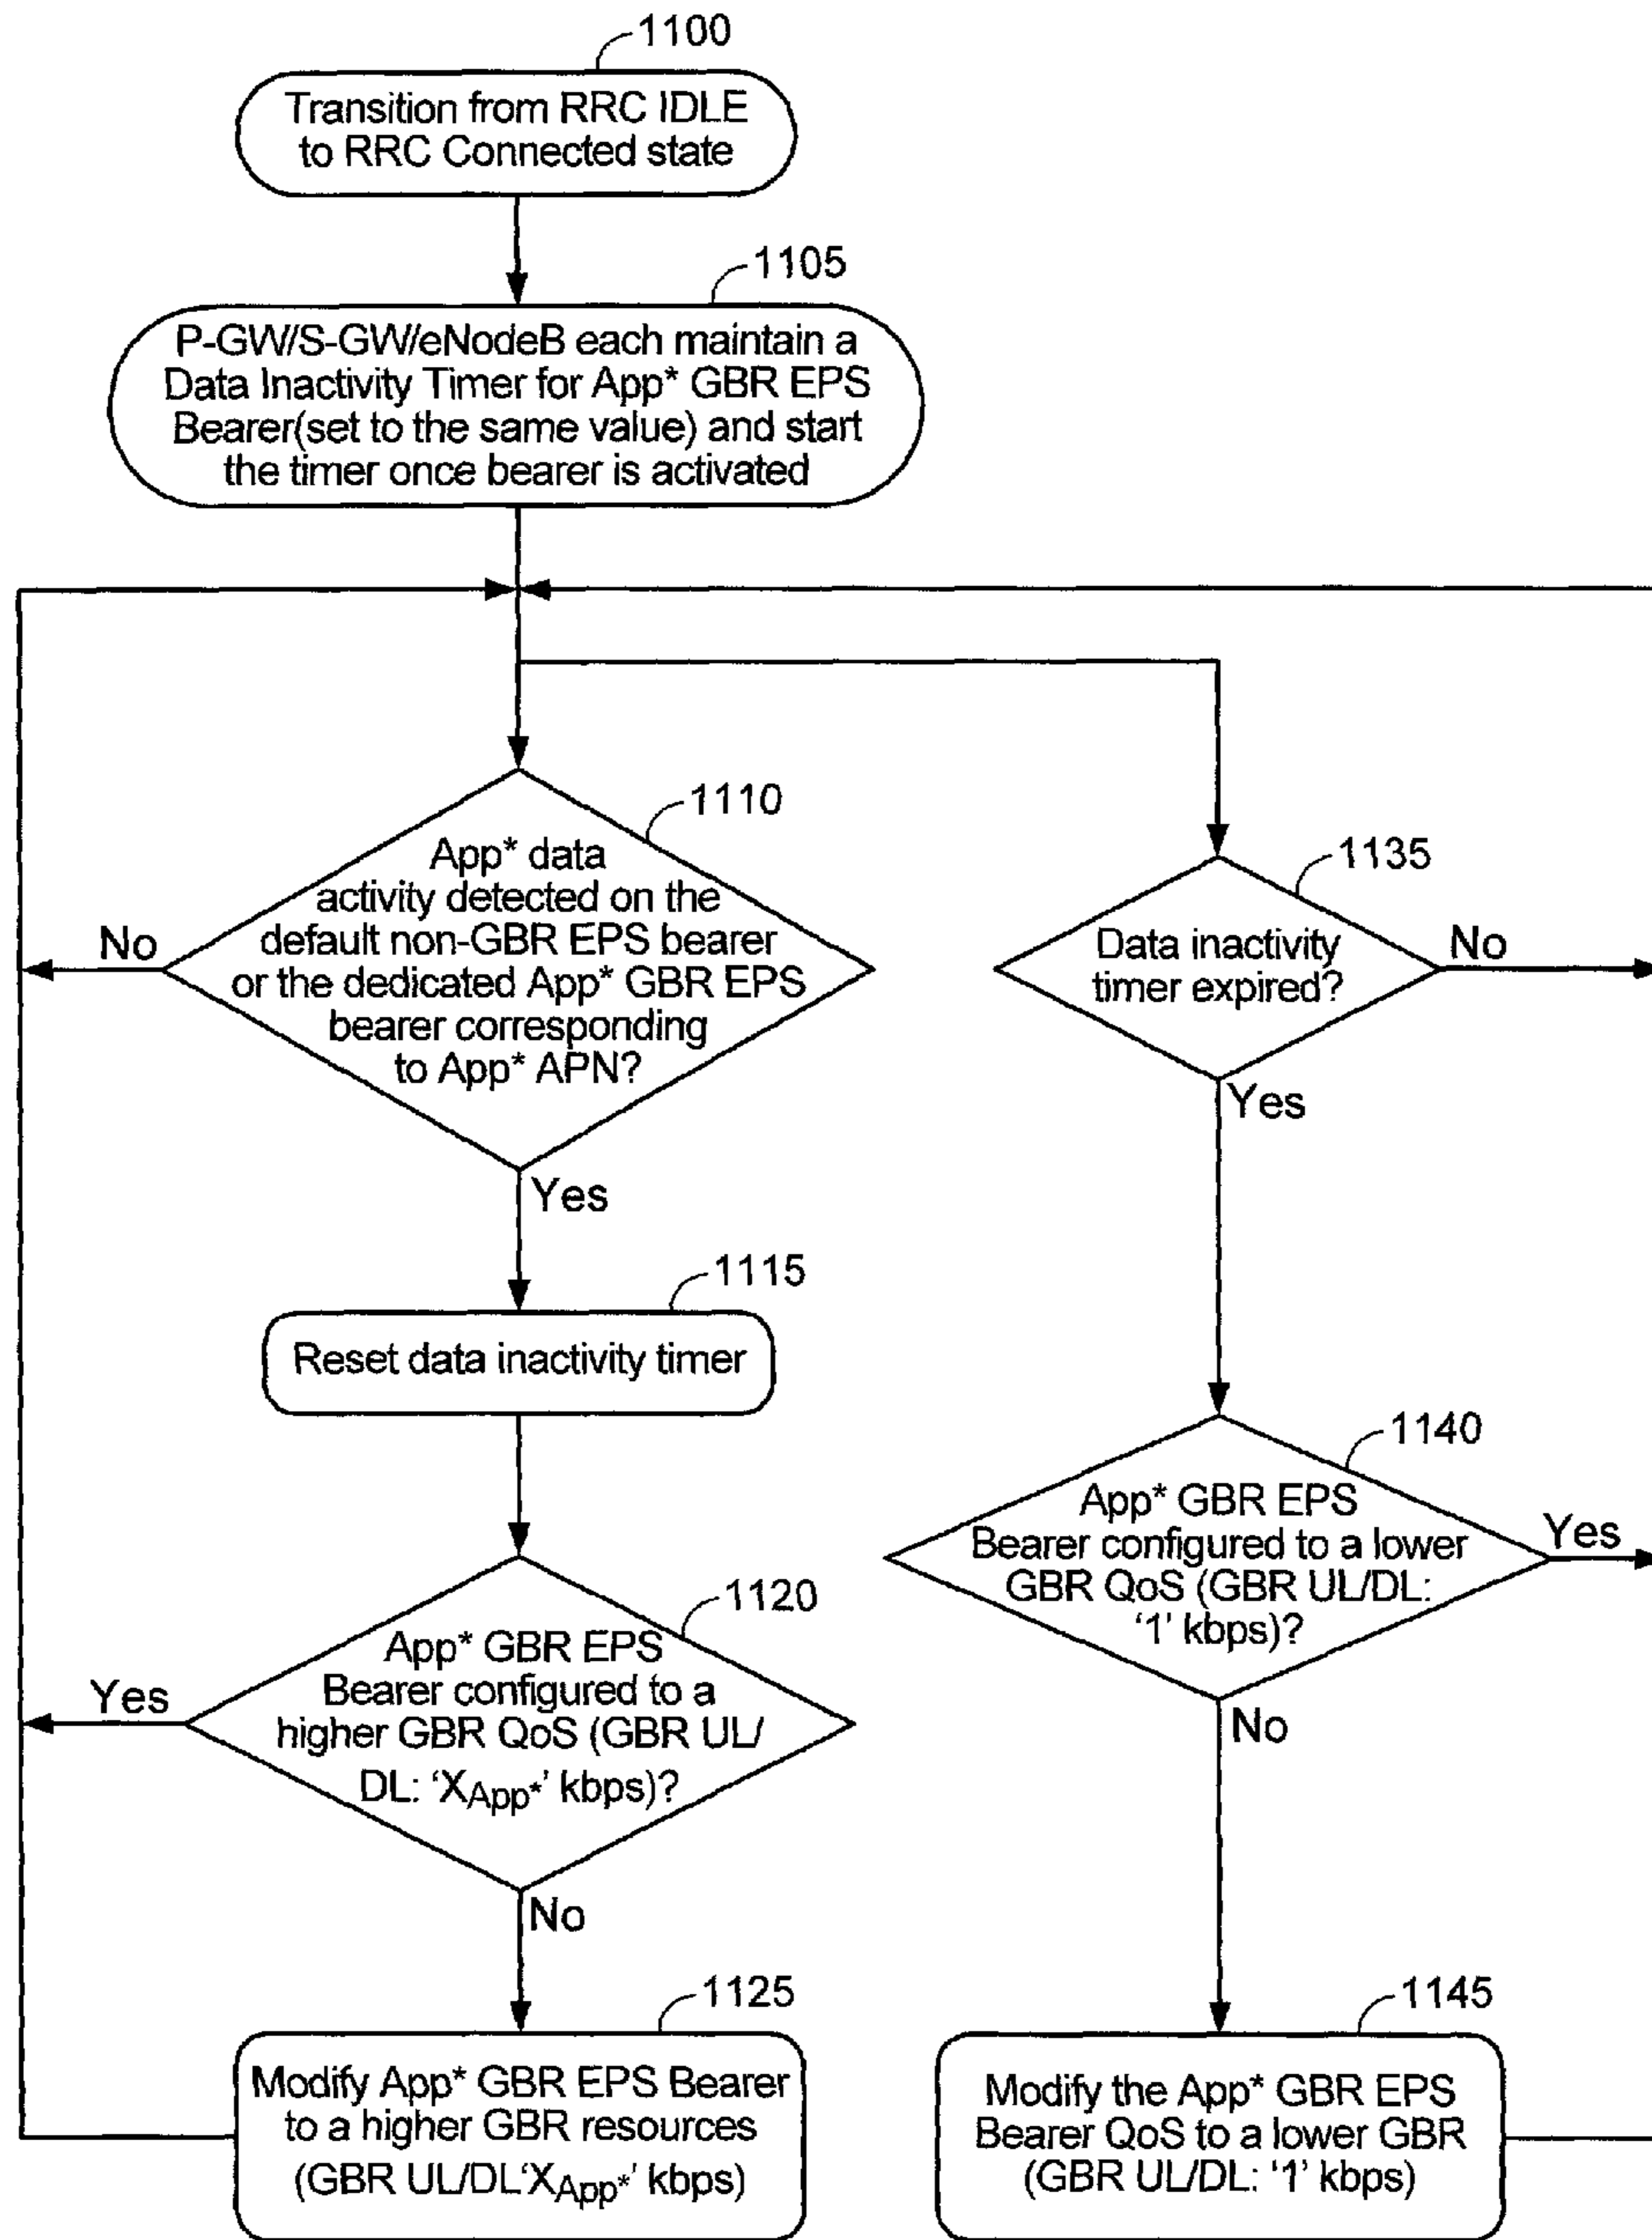 1100
Transition from RRC IDLE
to RRC Connected state
1105
P-GW/S-GW/eNodeB each maintain a
Data Inactivity Timer for App* GBR EPS
Bearer(set to the same value) and start
the timer once bearer is activated
1110
App* data
activity detected on the
default non-GBR EPS bearer
or the dedicated App* GBR EPS
bearer corresponding
to App* APN?
No
Yes
1135
Data inactivity
timer expired?
No
Yes
1115
Reset data inactivity timer
1120
App* GBR EPS
Bearer configured to a
higher GBR QoS (GBR UL/
DL: ‘XApp*’ kbps)?
Yes
No
1140
App* GBR EPS
Bearer configured to a lower
GBR QoS (GBR UL/DL:
‘1’ kbps)?
Yes
No
1125
Modify App* GBR EPS Bearer
to a higher GBR resources
(GBR UL/DL‘XApp*’ kbps)
1145
Modify the App* GBR EPS
Bearer QoS to a lower GBR
(GBR UL/DL: ‘1’ kbps)